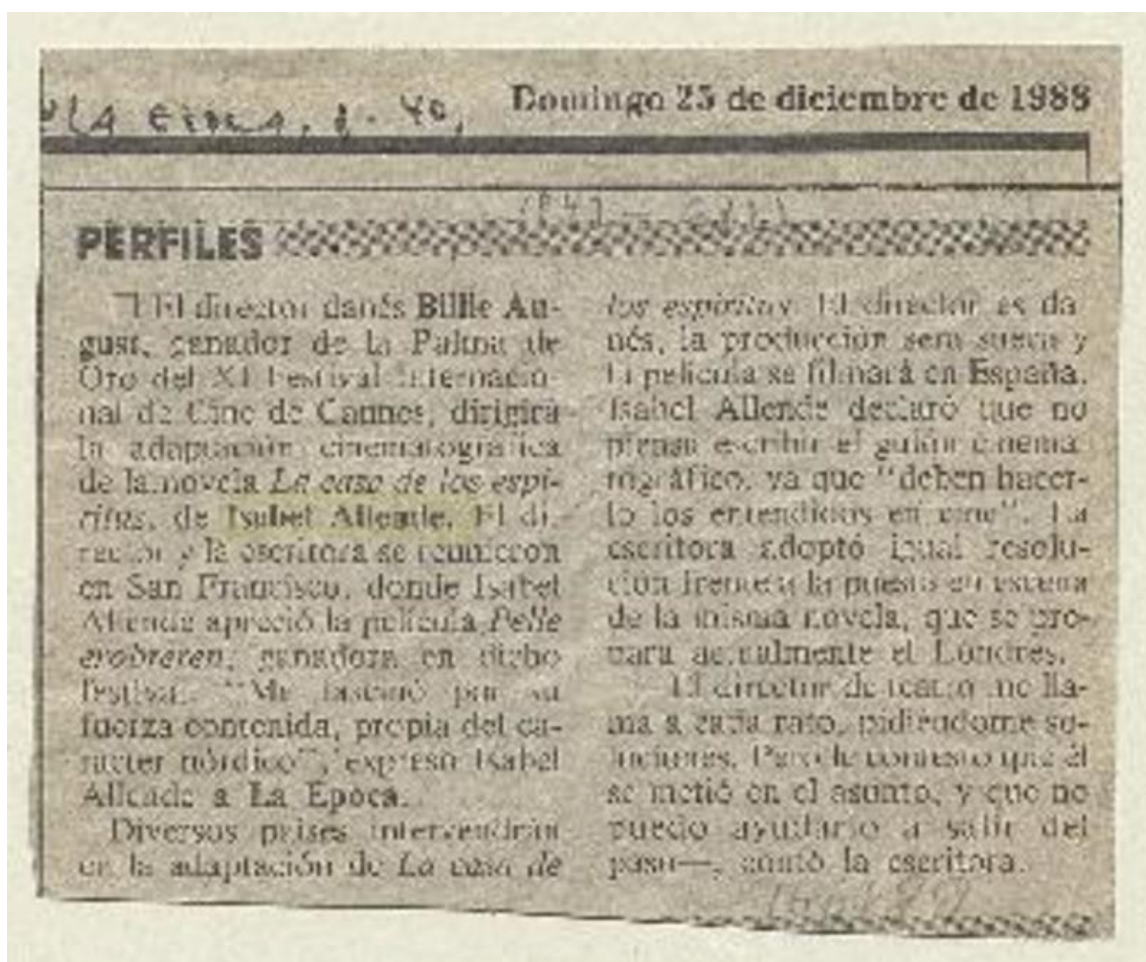 Domingo 25 de diciembre de 1988
PERFILES
El director danés Billie Au-
gust, ganador de la Palma de
Oro del XI Festival Internacio-
nal de Cine de Cannes, dirigirá
la adaptación cinematográfica
de la novela La casa de los espí-
ritus, de Isabel Allende. El di-
rector y la escritora se reunieron
en San Francisco, donde Isabel
Allende apreció la película Pelle
erobreren, ganadora en dicho
festival. "Me fascinó por su
fuerza contenida, propia del ca-
racter nórdico", expresó Isabel
Allende a La Epoca.
Diversos países intervendrán
en la adaptación de La casa de
los espíritus. El director es da-
nés, la producción será sueca y
la película se filmará en España.
Isabel Allende declaró que no
piensa escribir el guión cinema-
tográfico, ya que "deben hacer-
lo los entendidos en cine". La
escritora adoptó igual resolu-
ción frente a la puesta en escena
de la misma novela, que se pre-
para actualmente el Londres.
—El director de teatro me lla-
ma a cada rato, pidiéndome so-
luciones. Pero le contesto que él
se metió en el asunto, y que no
puedo ayudarlo a salir del
paso—, contó la escritora.